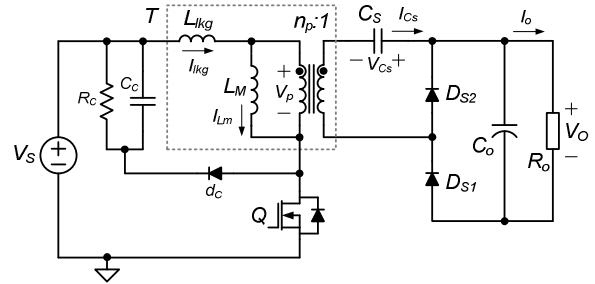 T
L_lkg
n_p:1
C_S
I_Cs
I_o
I_lkg
R_C
C_C
L_M
+
V_p
−
− V_Cs +
D_S2
I_Lm
V_S
+
−
C_o
R_o
+
V_O
−
d_C
D_S1
Q